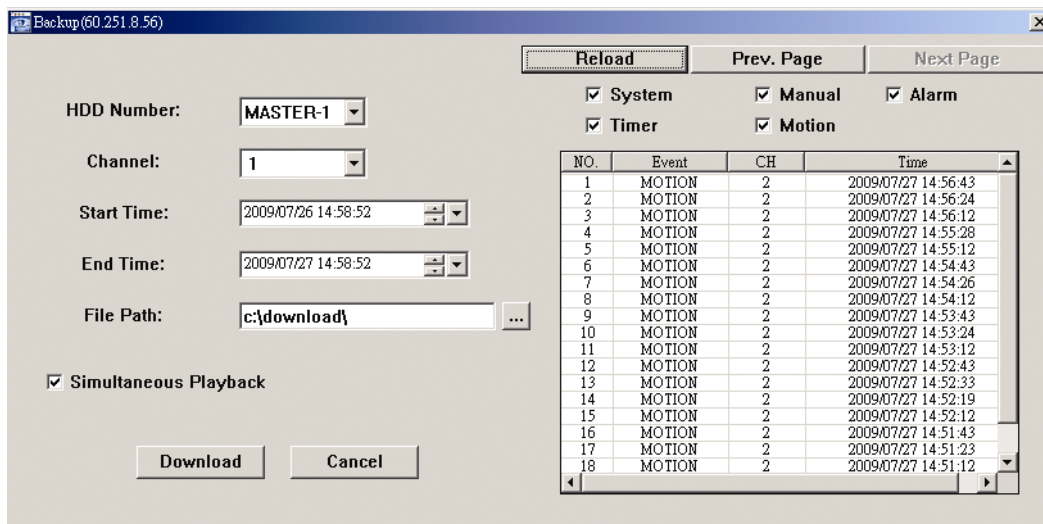 Backup(60.251.8.56)
Reload Prev. Page Next Page
System Manual Alarm
Timer Motion
HDD Number: MASTER-1
Channel: 1
Start Time: 2009/07/26 14:58:52
End Time: 2009/07/27 14:58:52
File Path: c:\download\ ...
Simultaneous Playback
Download Cancel
NO. Event CH Time
1 MOTION 2 2009/07/27 14:56:43
2 MOTION 2 2009/07/27 14:56:24
3 MOTION 2 2009/07/27 14:56:12
4 MOTION 2 2009/07/27 14:55:28
5 MOTION 2 2009/07/27 14:55:12
6 MOTION 2 2009/07/27 14:54:43
7 MOTION 2 2009/07/27 14:54:26
8 MOTION 2 2009/07/27 14:54:12
9 MOTION 2 2009/07/27 14:53:43
10 MOTION 2 2009/07/27 14:53:24
11 MOTION 2 2009/07/27 14:53:12
12 MOTION 2 2009/07/27 14:52:43
13 MOTION 2 2009/07/27 14:52:33
14 MOTION 2 2009/07/27 14:52:19
15 MOTION 2 2009/07/27 14:52:12
16 MOTION 2 2009/07/27 14:51:43
17 MOTION 2 2009/07/27 14:51:23
18 MOTION 2 2009/07/27 14:51:12